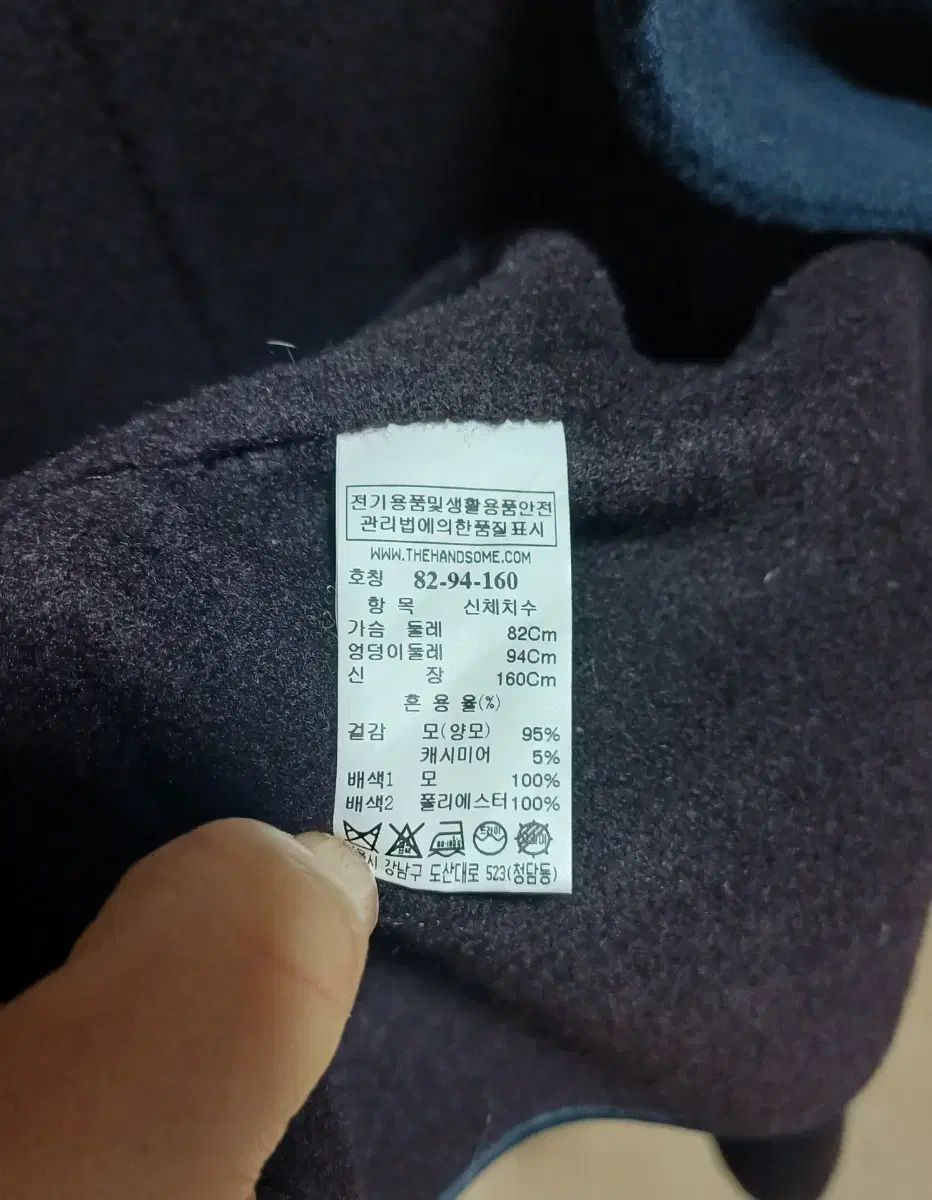 전기용품및생활용품안전
관리법에의한품질표시
WWW.THEHANDSOME.COM
호칭 82-94-160
항 목 신체치수
가슴 둘레 82Cm
엉덩이둘레 94Cm
신 장 160Cm
혼 용 율(%)
겉감 모(양모) 95%
캐시미어 5%
배색1 모 100%
배색2 폴리에스터100%
드라이
시 강남구 도산대로 523(청담동)